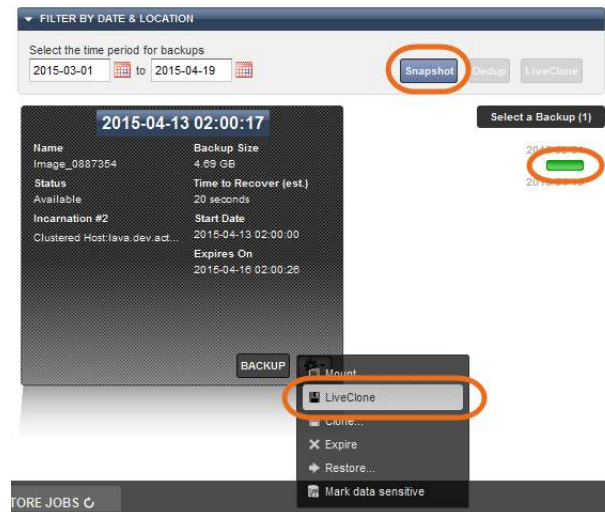 FILTER BY DATE & LOCATION
Select the time period for backups
2015-03-01 to 2015-04-19
Snapshot Dedup LiveClone
2015-04-13 02:00:17
Select a Backup (1)
Name Backup Size
Image_0887354 4.69 GB
Status Time to Recover (est.)
Available 20 seconds
Incarnation #2 Start Date
Clustered Host:lava.dev.act... 2015-04-13 02:00:00
Expires On
2015-04-16 02:00:26
BACKUP
Mount...
LiveClone
Clone...
Expire
Restore...
Mark data sensitive
TORE JOBS